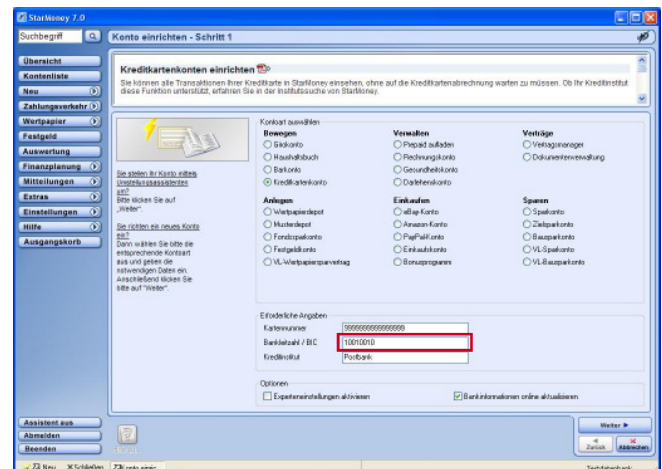 StarMoney 7.0
Suchbegriff
Konto einrichten - Schritt 1
Übersicht
Kontenliste
Neu
Zahlungsverkehr
Wertpapier
Festgeld
Auswertung
Finanzplanung
Mitteilungen
Extras
Einstellungen
Hilfe
Ausgangskorb
Kreditkartenkonten einrichten
Sie können alle Transaktionen Ihrer Kreditkarte in StarMoney einsehen, ohne auf die Kreditkartenabrechnung warten zu müssen. Ob Ihr Kreditinstitut
diese Funktion unterstützt, erfahren Sie in der Institutssuche von StarMoney.
Sie stellen Ihr Konto mittels
Umstellungsassistenten
um?
Bitte klicken Sie auf
„Weiter“.
Sie richten ein neues Konto
ein?
Dann wählen Sie bitte die
entsprechende Kontoart
aus und geben die
notwendigen Daten ein.
Anschließend klicken Sie
bitte auf "Weiter".
Kontoart auswählen
Bewegen
Girokonto
Haushaltsbuch
Barkonto
Kreditkartenkonto
Verwalten
Prepaid aufladen
Rechnungskonto
Gesundheitskonto
Darlehenskonto
Verträge
Vertragsmanager
Dokumentenverwaltung
Anlegen
Wertpapierdepot
Musterdepot
Fondssparkonto
Festgeldkonto
VL-Wertpapiersparvertrag
Einkaufen
eBay-Konto
Amazon-Konto
PayPal-Konto
Einkaufskonto
Bonusprogramm
Sparen
Sparkonto
Zielsparkonto
Bausparkonto
VL-Sparkonto
VL-Bausparkonto
Erforderliche Angaben
Kartennummer 9999999999999999
Bankleitzahl / BIC 10010010
Kreditinstitut Postbank
Optionen
Experteneinstellungen aktivieren
Bankinformationen online aktualisieren
Assistent aus
Abmelden
Beenden
Weiter
Zurück
Abbrechen
Neu
Schließen
Testdatenbank